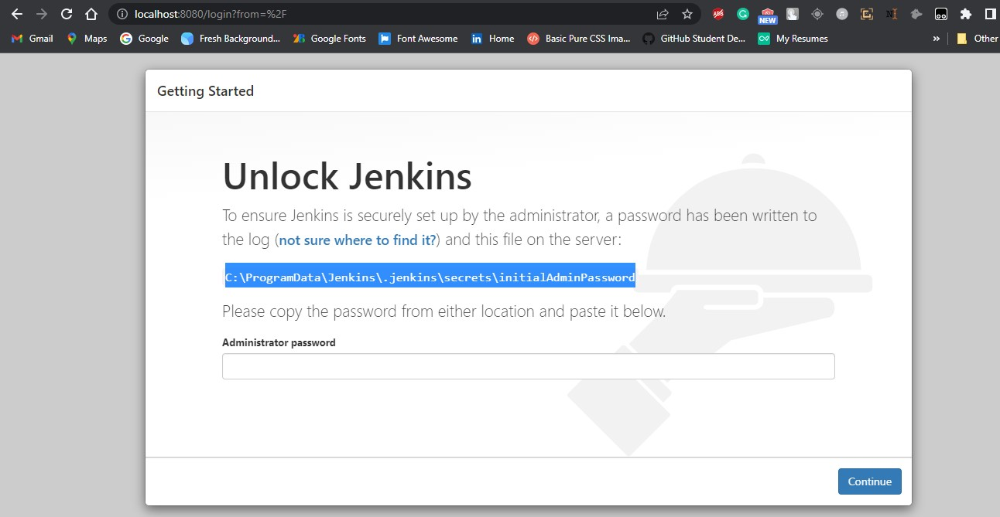 localhost:8080/login?from=%2F
ABP
G
NEW
Gmail
Maps
Google
Fresh Background...
Google Fonts
Font Awesome
in
Home
Basic Pure CSS Ima...
GitHub Student De...
My Resumes
»
Other
Getting Started
Unlock Jenkins
To ensure Jenkins is securely set up by the administrator, a password has been written to
the log (not sure where to find it?) and this file on the server:
C:\ProgramData\Jenkins\.jenkins\secrets\initialAdminPassword
Please copy the password from either location and paste it below.
Administrator password
Continue